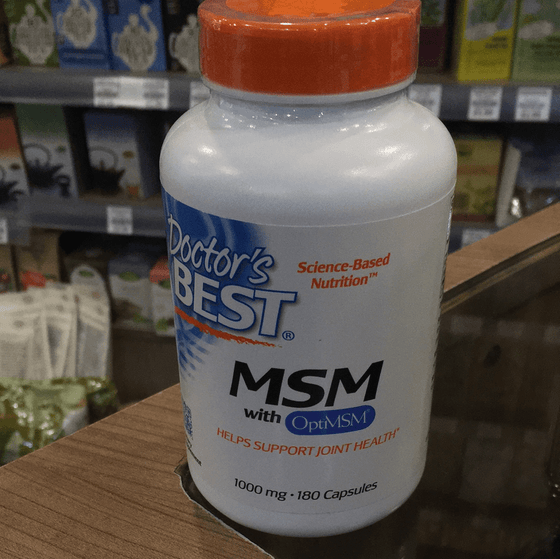 Doctor's
BEST®
Science-Based
Nutrition™
MSM
with OptiMSM®
HELPS SUPPORT JOINT HEALTH*
1000 mg • 180 Capsules